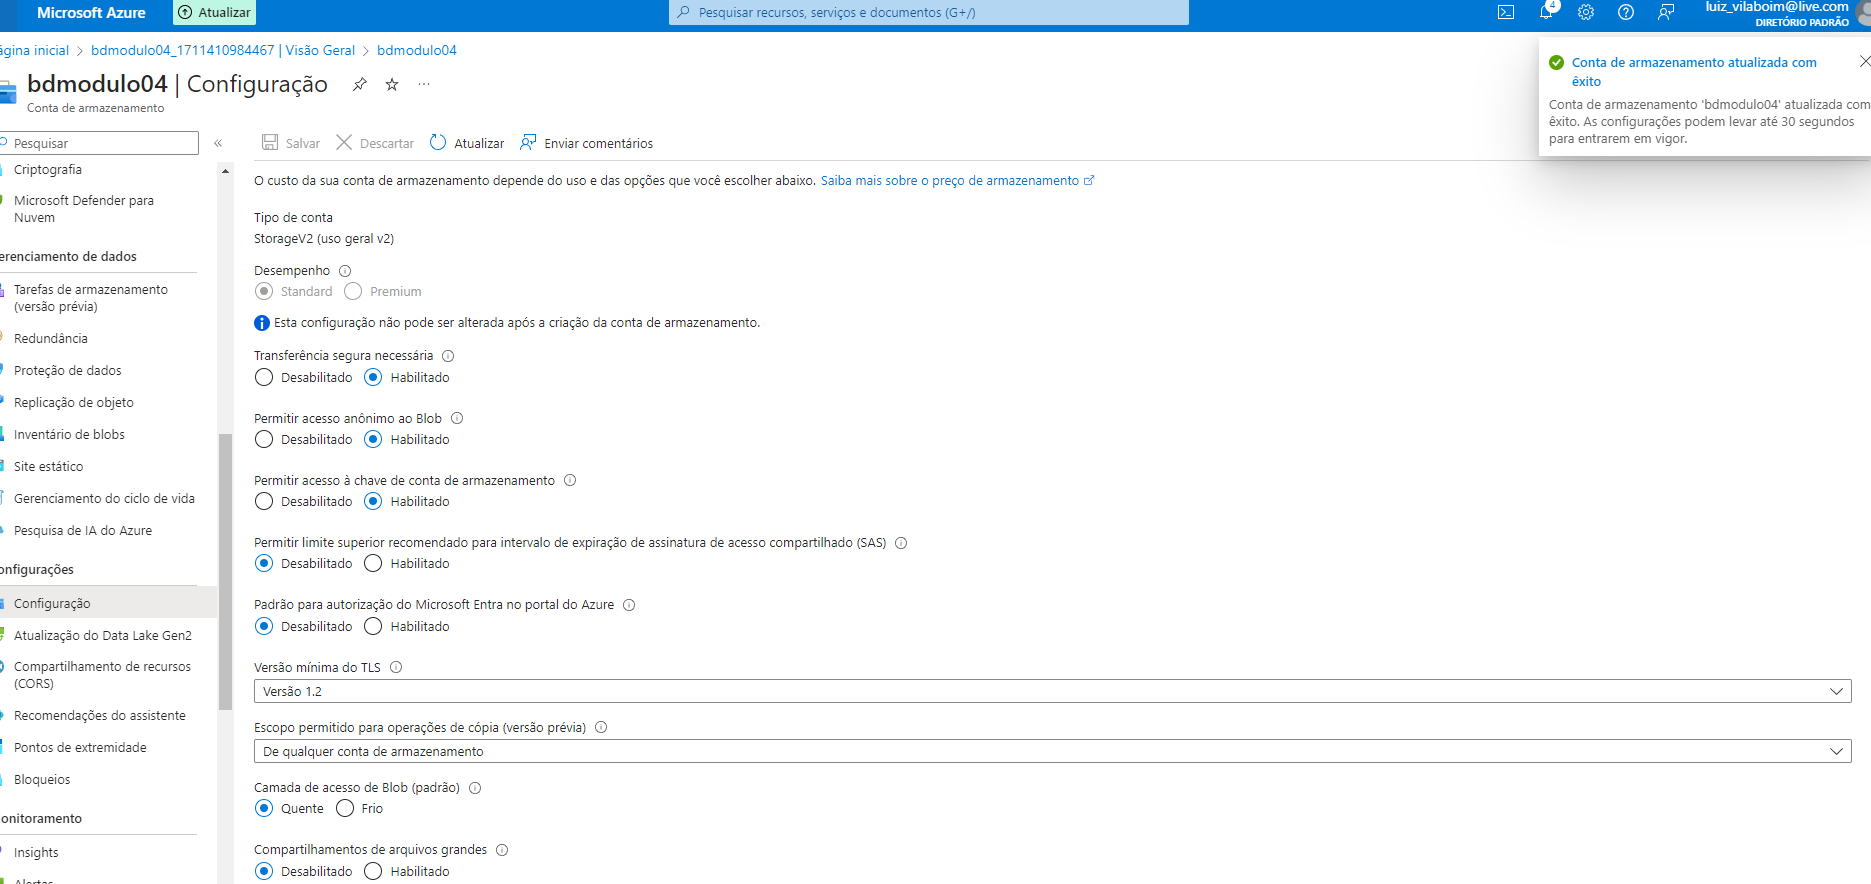 Microsoft Azure
Atualizar
Pesquisar recursos, serviços e documentos (G+/)
4
luiz_vilaboim@live.com
DIRETÓRIO PADRÃO
ágina inicial > bdmodulo04_1711410984467 | Visão Geral > bdmodulo04
bdmodulo04 | Configuração
Conta de armazenamento
Conta de armazenamento atualizada com
êxito
Conta de armazenamento 'bdmodulo04' atualizada com
êxito. As configurações podem levar até 30 segundos
para entrarem em vigor.
Pesquisar
Criptografia
Microsoft Defender para
Nuvem
erenciamento de dados
Tarefas de armazenamento
(versão prévia)
Redundância
Proteção de dados
Replicação de objeto
Inventário de blobs
Site estático
Gerenciamento do ciclo de vida
Pesquisa de IA do Azure
onfigurações
Configuração
Atualização do Data Lake Gen2
Compartilhamento de recursos
(CORS)
Recomendações do assistente
Pontos de extremidade
Bloqueios
onitoramento
Insights
Alertas
Salvar Descartar Atualizar Enviar comentários
O custo da sua conta de armazenamento depende do uso e das opções que você escolher abaixo. Saiba mais sobre o preço de armazenamento
Tipo de conta
StorageV2 (uso geral v2)
Desempenho
Standard Premium
Esta configuração não pode ser alterada após a criação da conta de armazenamento.
Transferência segura necessária
Desabilitado Habilitado
Permitir acesso anônimo ao Blob
Desabilitado Habilitado
Permitir acesso à chave de conta de armazenamento
Desabilitado Habilitado
Permitir limite superior recomendado para intervalo de expiração de assinatura de acesso compartilhado (SAS)
Desabilitado Habilitado
Padrão para autorização do Microsoft Entra no portal do Azure
Desabilitado Habilitado
Versão mínima do TLS
Versão 1.2
Escopo permitido para operações de cópia (versão prévia)
De qualquer conta de armazenamento
Camada de acesso de Blob (padrão)
Quente Frio
Compartilhamentos de arquivos grandes
Desabilitado Habilitado